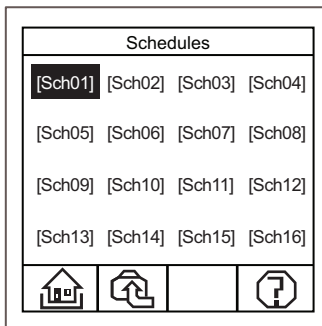 Schedules
[Sch01] [Sch02] [Sch03] [Sch04]
[Sch05] [Sch06] [Sch07] [Sch08]
[Sch09] [Sch10] [Sch11] [Sch12]
[Sch13] [Sch14] [Sch15] [Sch16]
?